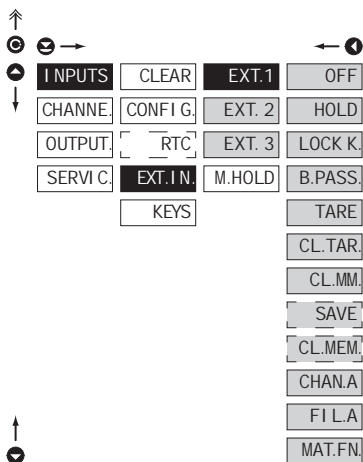 INPUTS CLEAR EXT.1 OFF
CHANNE. CONFIG. EXT. 2 HOLD
OUTPUT. RTC EXT. 3 LOCK K.
SERVIC. EXT.IN. M.HOLD B.PASS.
KEYS TARE
CL.TAR.
CL.MM.
SAVE
CL.MEM.
CHAN.A
FIL.A
MAT.FN.